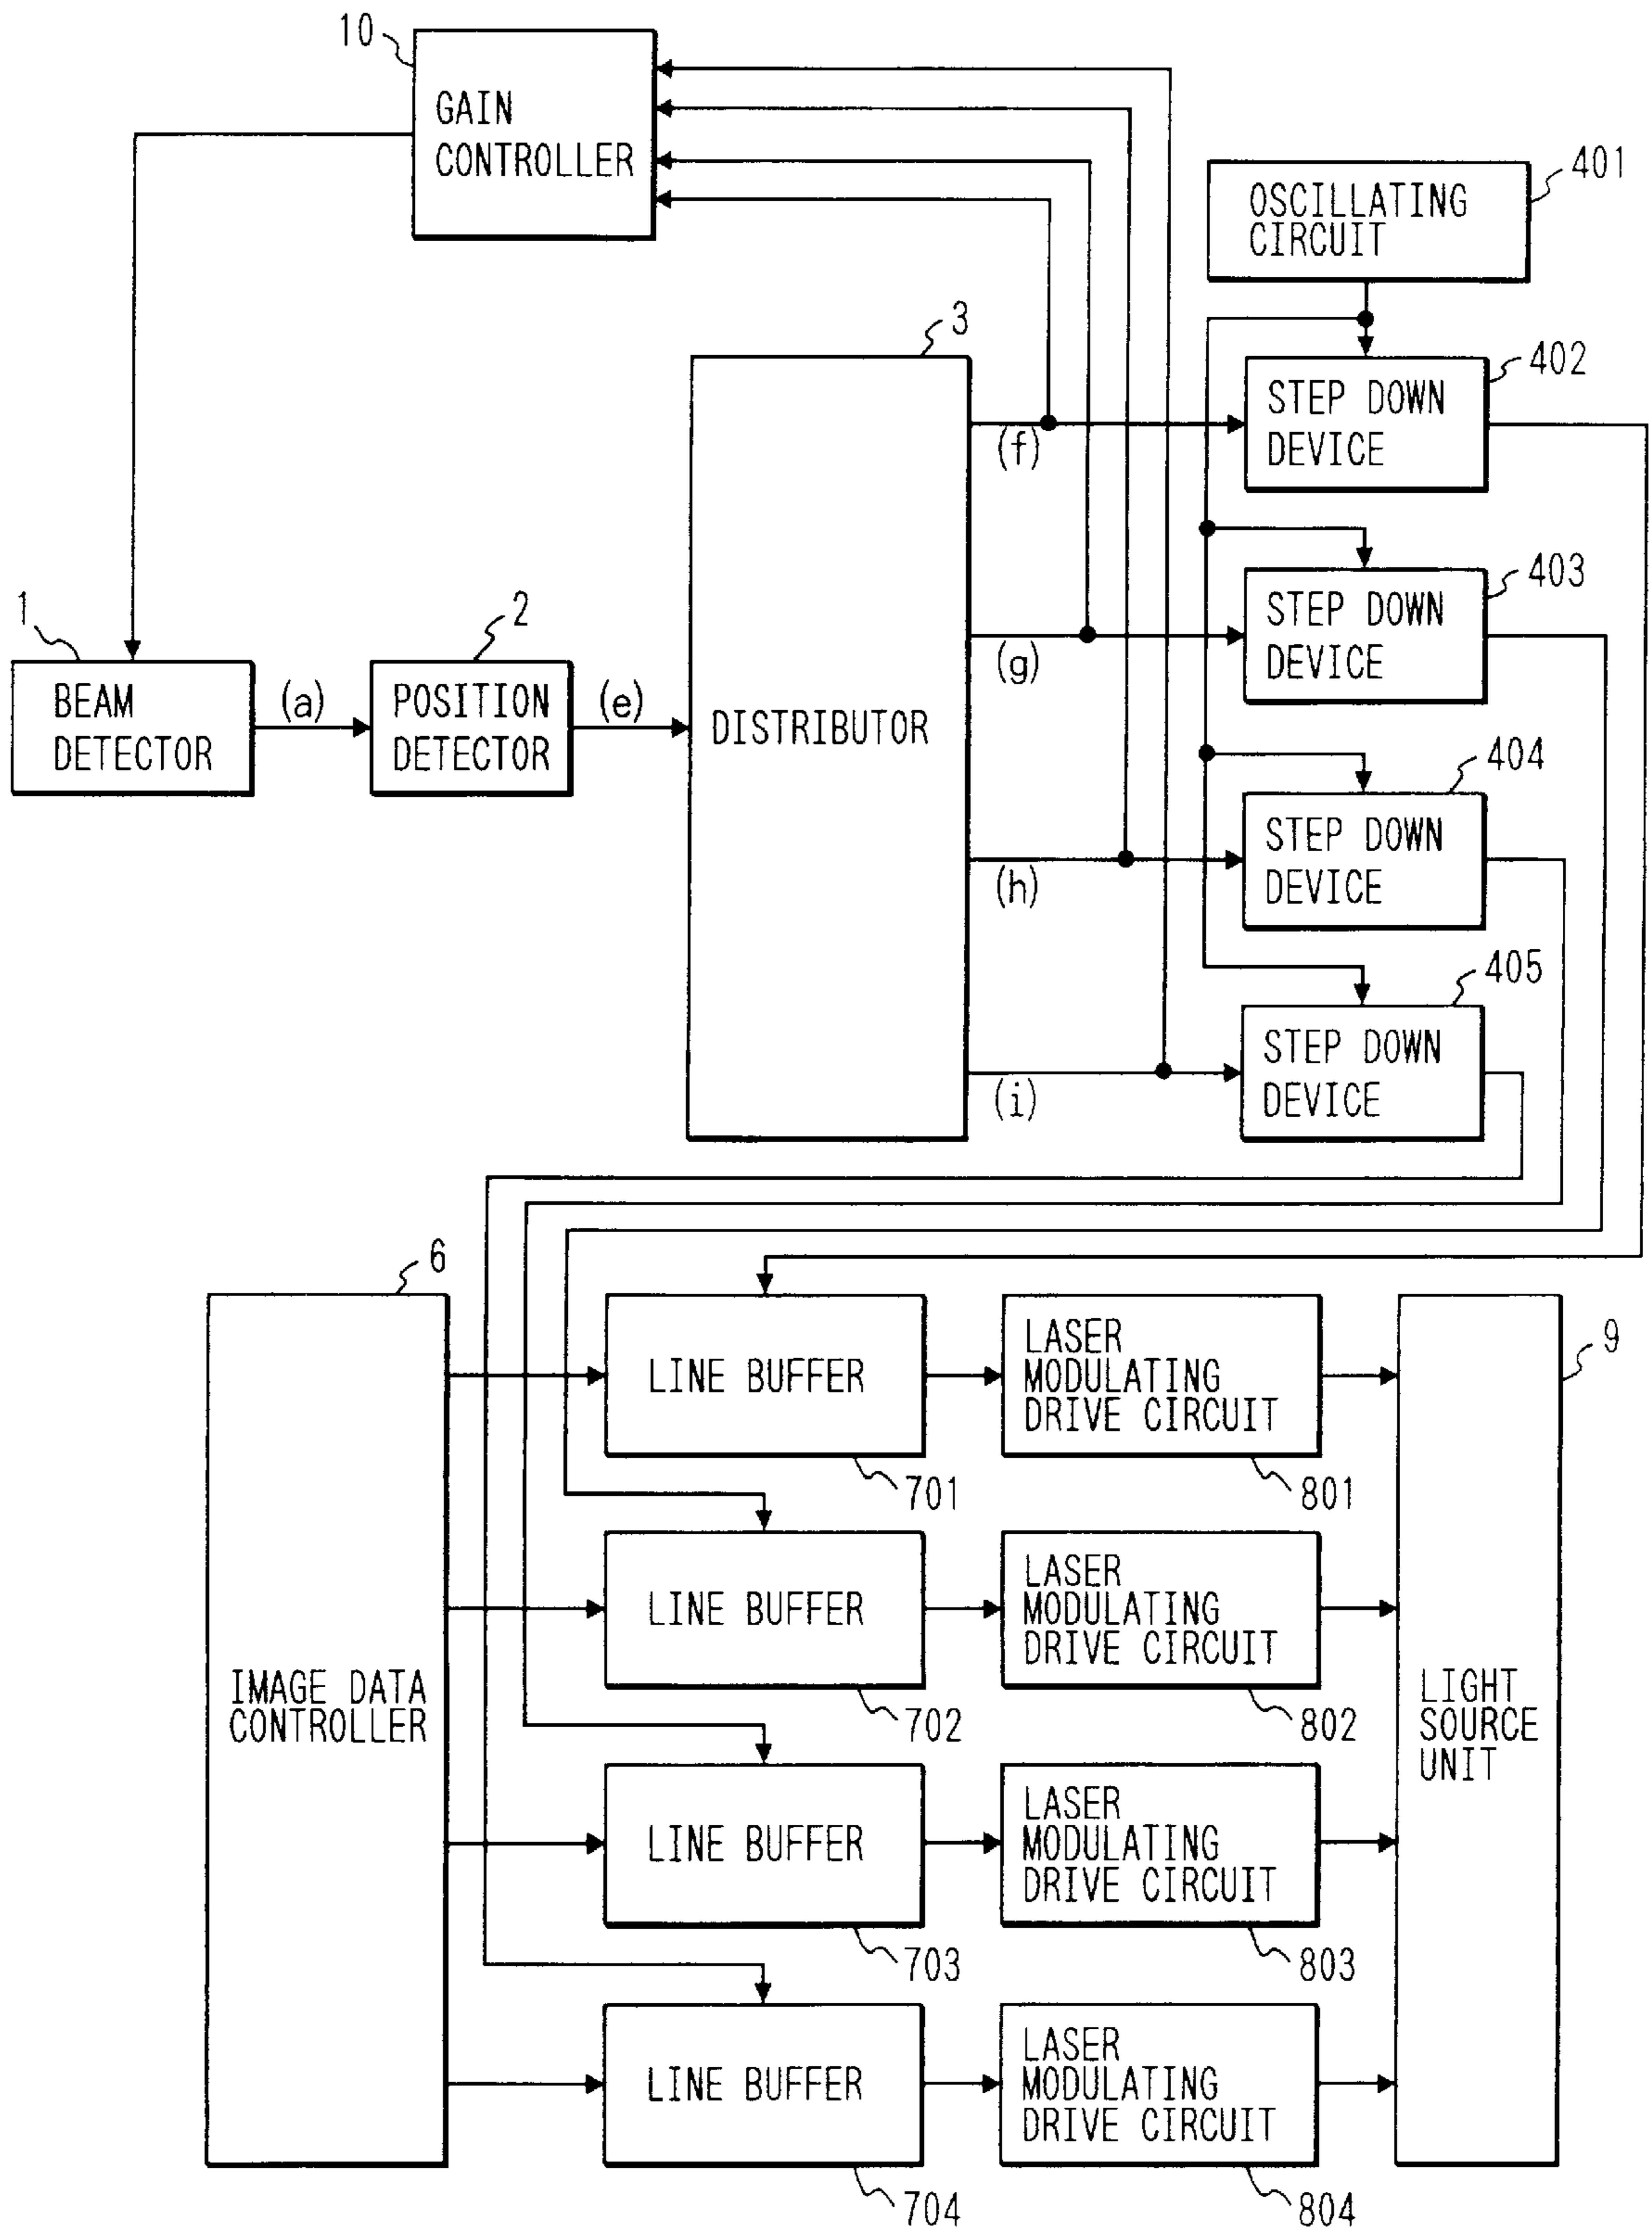 10
GAIN
CONTROLLER
401
OSCILLATING
CIRCUIT
3
402
STEP DOWN
DEVICE
(f)
403
STEP DOWN
DEVICE
(g)
1
2
BEAM
DETECTOR
(a)
POSITION
DETECTOR
(e)
DISTRIBUTOR
404
STEP DOWN
DEVICE
(h)
405
STEP DOWN
DEVICE
(i)
6
9
IMAGE DATA
CONTROLLER
LINE BUFFER
701
LASER
MODULATING
DRIVE CIRCUIT
801
LINE BUFFER
702
LASER
MODULATING
DRIVE CIRCUIT
802
LIGHT
SOURCE
UNIT
LINE BUFFER
703
LASER
MODULATING
DRIVE CIRCUIT
803
LINE BUFFER
704
LASER
MODULATING
DRIVE CIRCUIT
804